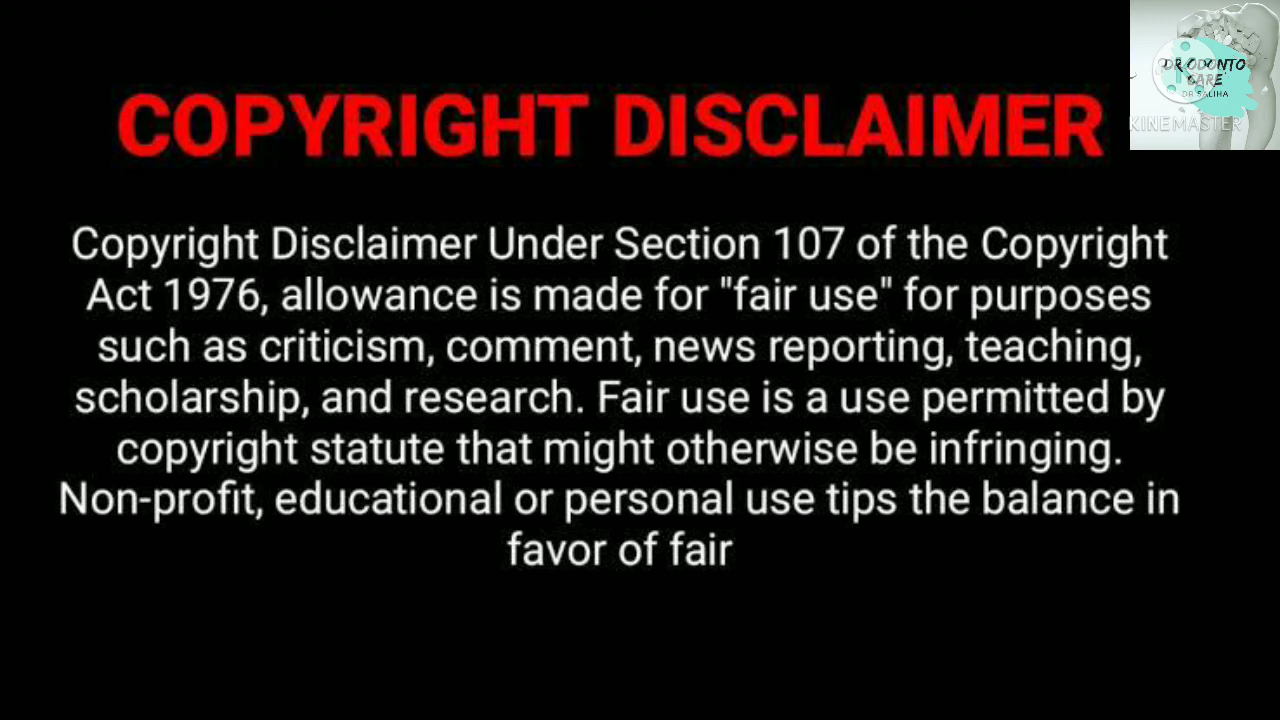 COPYRIGHT DISCLAIMER
Copyright Disclaimer Under Section 107 of the Copyright
Act 1976, allowance is made for "fair use" for purposes
such as criticism, comment, news reporting, teaching,
scholarship, and research. Fair use is a use permitted by
copyright statute that might otherwise be infringing.
Non-profit, educational or personal use tips the balance in
favor of fair
DR ODONTO
CARE
DR SALIHA
KINEMASTER